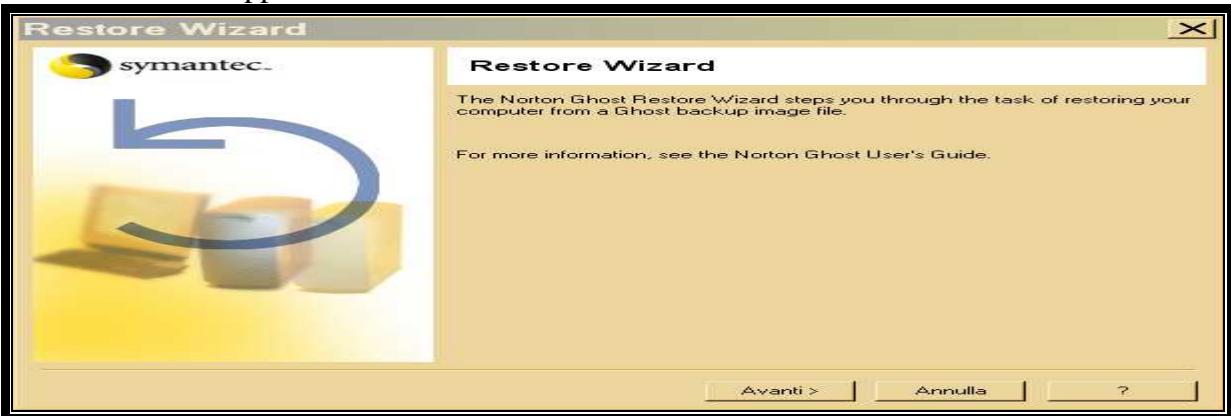 Restore Wizard
symantec.
Restore Wizard
The Norton Ghost Restore Wizard steps you through the task of restoring your
computer from a Ghost backup image file.
For more information, see the Norton Ghost User's Guide.
Avanti >
Annulla
?